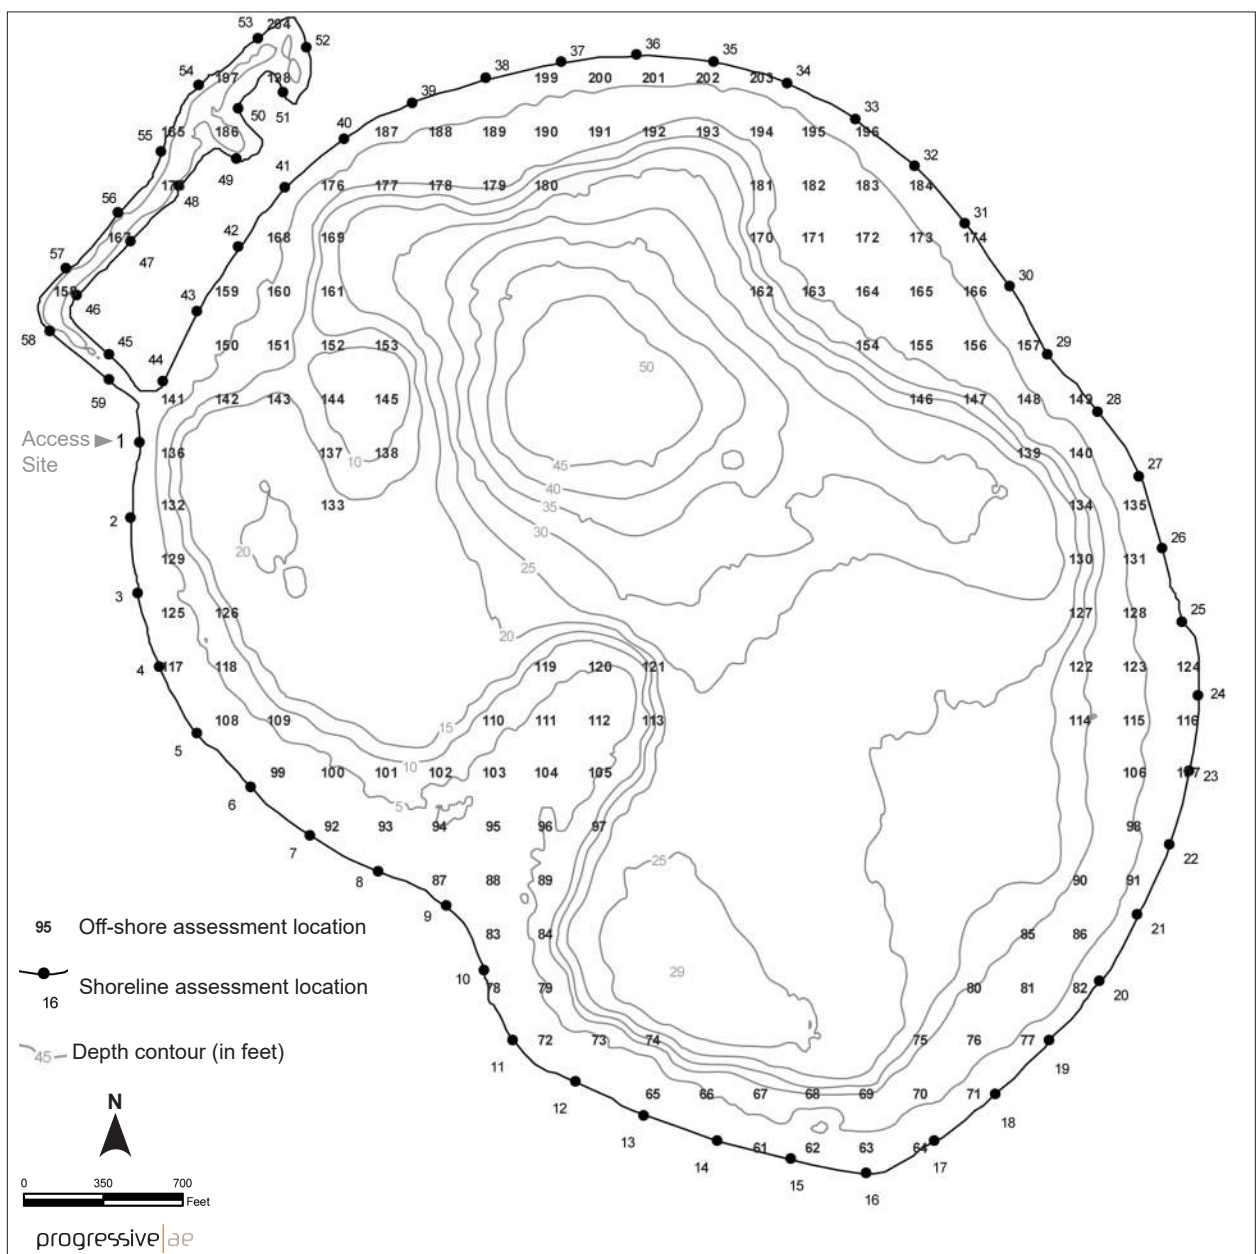 53 204 52
36
37 35
38 34
54 197 198 199 200 201 202 203
39 33
50 51
55 185 186 40 187 188 189 190 191 192 193 194 195 196
49 41 32
48 176 177 178 179 180 181 182 183 184
56 31
167 42 168 169 170 171 172 173 174
47
57 30
158 159 160 161 162 163 164 165 166
46 43
58 45 150 151 152 153 154 155 156 157 29
44 50
59 141 142 143 144 145 146 147 148 149 28
Access
Site
1
136 137 10 138 45 139 140 27
40
2 132 133 35 134 135
30 26
20 129 25 130 131
3 125 126 127 128 25
20
4 117 118 119 120 121 122 123 124
24
5 108 109 15 110 111 112 113 114 115 116
99 100 101 10 102 103 104 105 106 23
6 5
7 92 93 94 95 96 97 98
22
8 87 88 89 25 90 91
9 21
95 Off-shore assessment location
83 84 85 86
10 29 20
16 Shoreline assessment location
78 79 80 81 82
11 72 73 74 75 76 77 19
45 Depth contour (in feet)
12 65 66 67 68 69 70 71 18
N
13 14 61 62 63 64 17
15 16
0 350 700
Feet
progressive ae